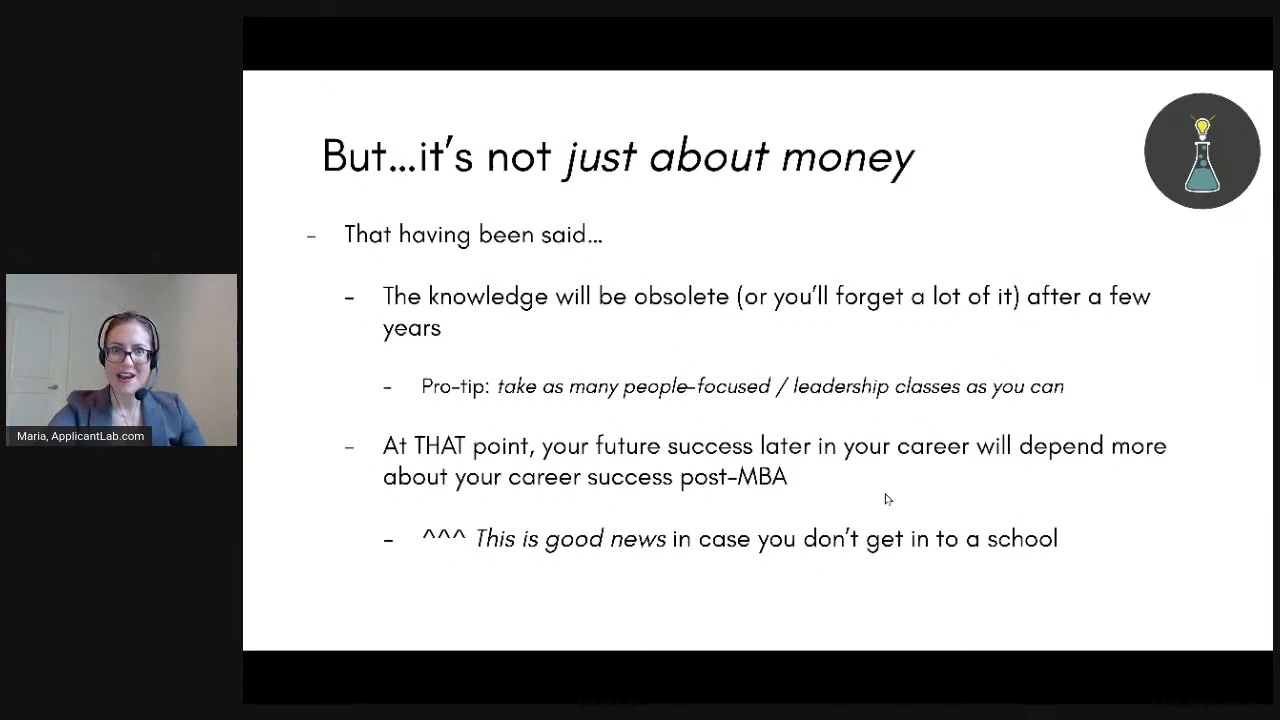 But...it's not just about money
- That having been said...
- The knowledge will be obsolete (or you'll forget a lot of it) after a few
years
- Pro-tip: take as many people-focused / leadership classes as you can
- At THAT point, your future success later in your career will depend more
about your career success post-MBA
- ^^^ This is good news in case you don't get in to a school
Maria, ApplicantLab.com